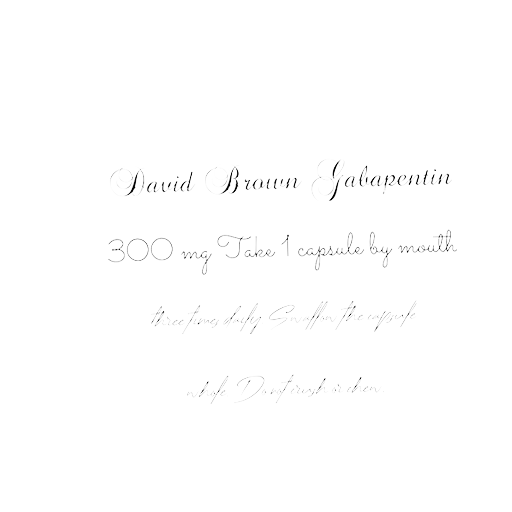 David Brown Gabapentin
300 mg Take 1 capsule by mouth
three times daily Swallow the capsule
whole Do not crush or chew.